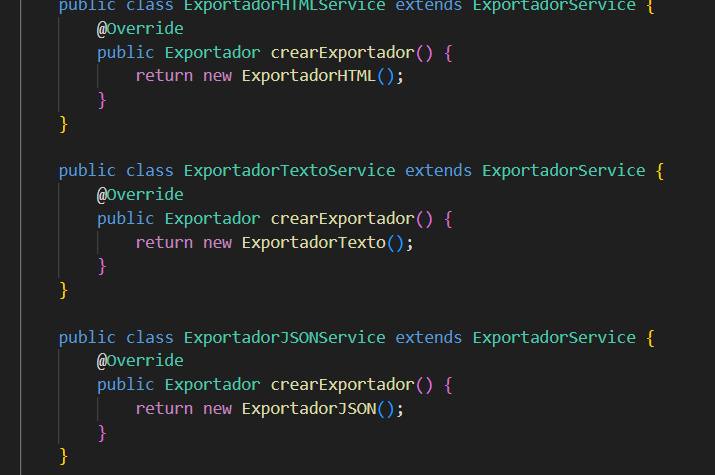 public class ExportadorHTMLService extends ExportadorService {
@Override
public Exportador crearExportador() {
return new ExportadorHTML();
}
}
public class ExportadorTextoService extends ExportadorService {
@Override
public Exportador crearExportador() {
return new ExportadorTexto();
}
}
public class ExportadorJSONService extends ExportadorService {
@Override
public Exportador crearExportador() {
return new ExportadorJSON();
}
}